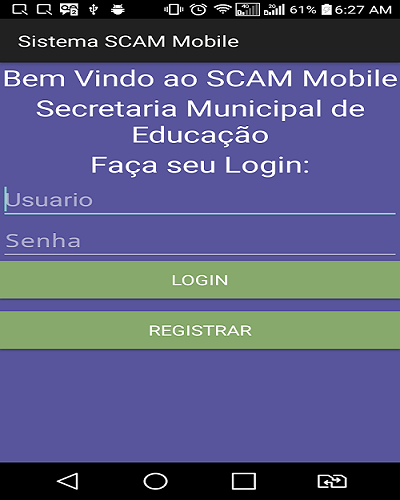 61% 6:27 AM
Sistema SCAM Mobile
Bem Vindo ao SCAM Mobile
Secretaria Municipal de
Educação
Faça seu Login:
Usuario
Senha
LOGIN
REGISTRAR